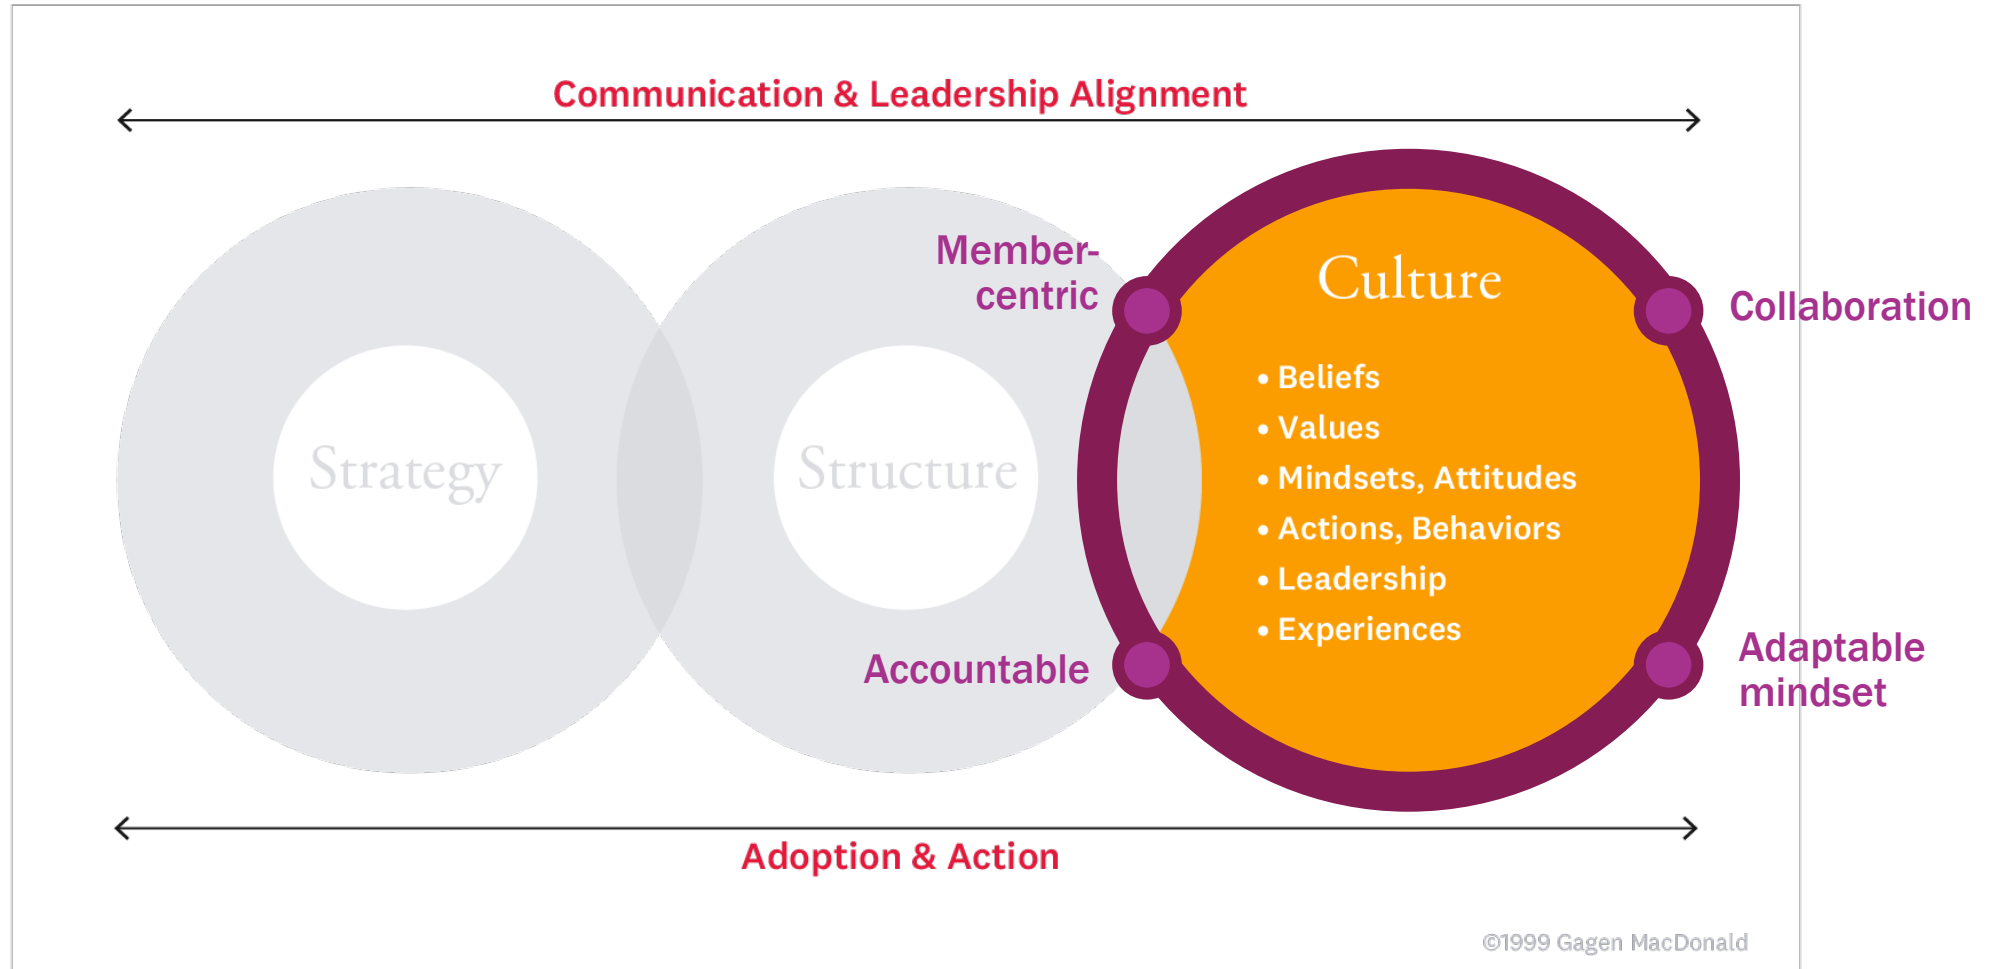 Communication & Leadership Alignment
Strategy
Structure
Culture
• Beliefs
• Values
• Mindsets, Attitudes
• Actions, Behaviors
• Leadership
• Experiences
Member-
centric
Collaboration
Accountable
Adaptable
mindset
Adoption & Action
©1999 Gagen MacDonald